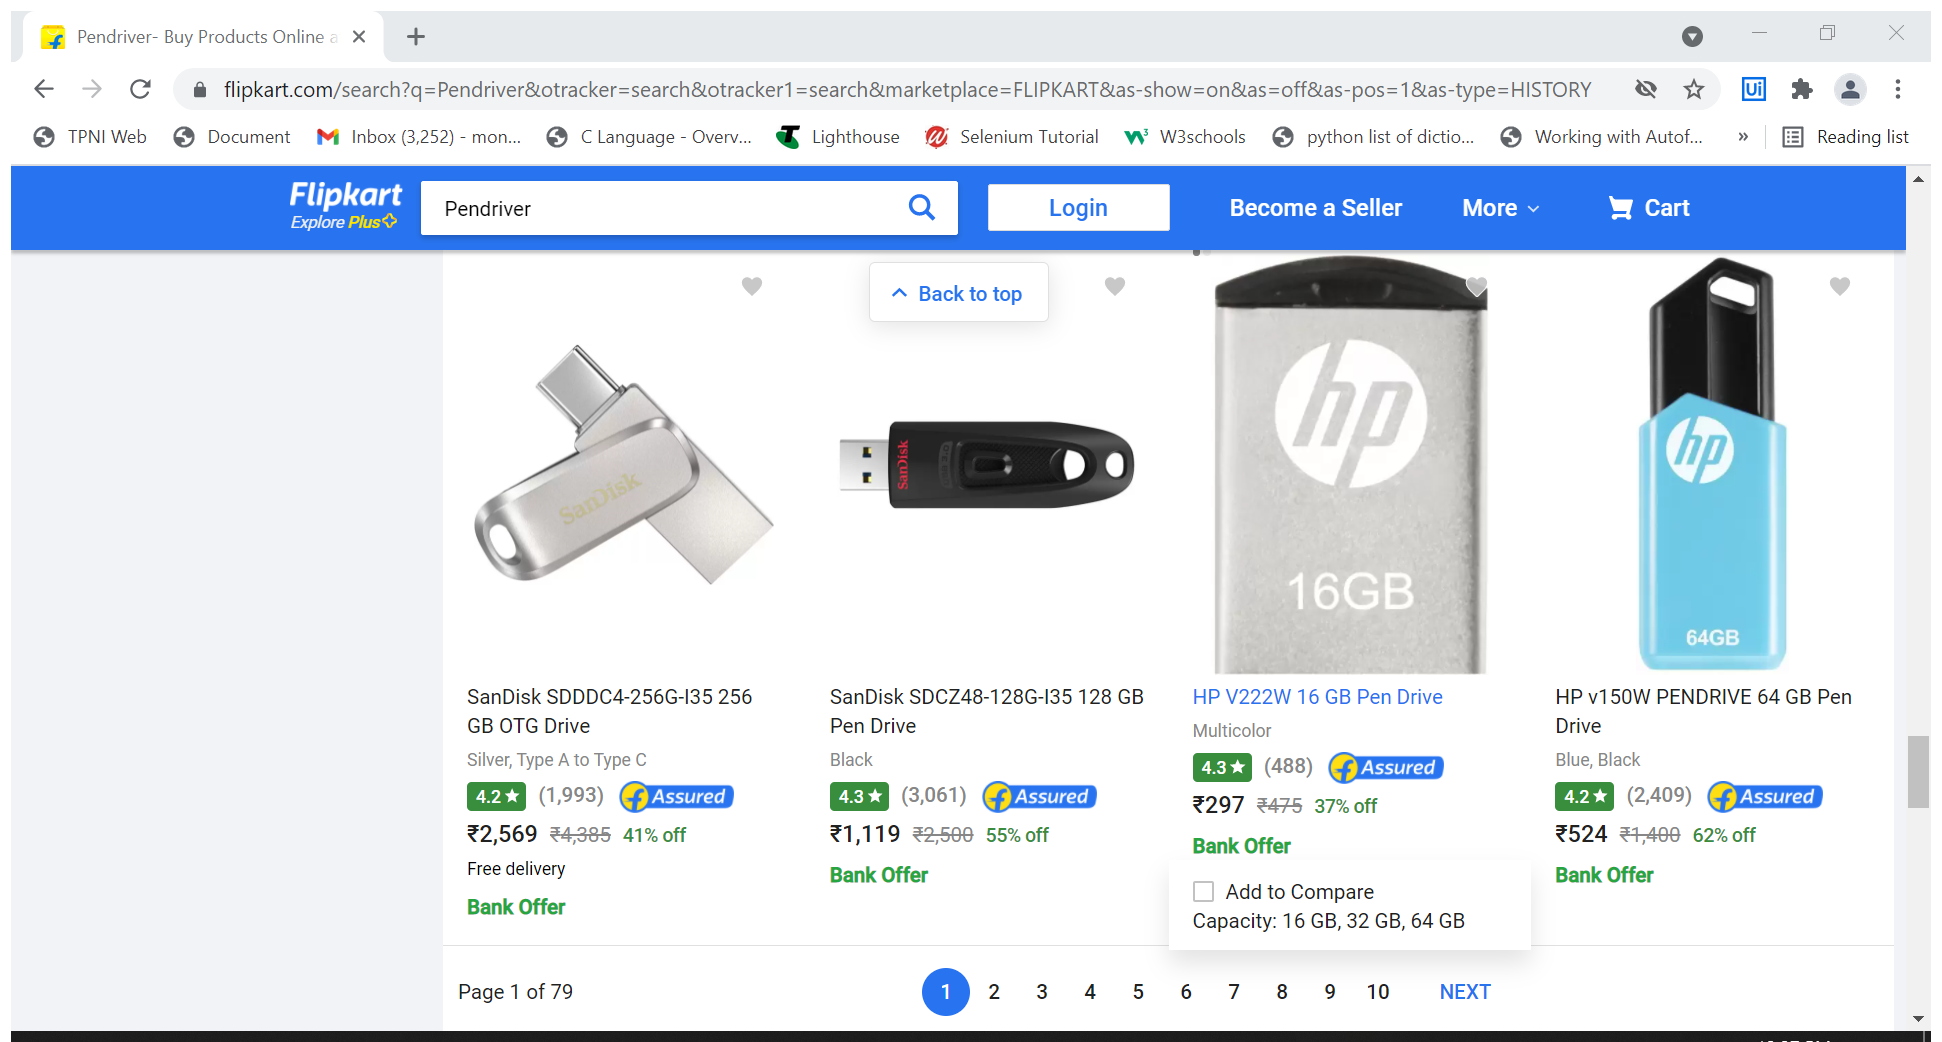 Pendriver- Buy Products Online a
flipkart.com/search?q=Pendriver&otracker=search&otracker1=search&marketplace=FLIPKART&as-show=on&as=off&as-pos=1&as-type=HISTORY
Ui
TPNI Web Document Inbox (3,252) - mon... C Language - Overv... Lighthouse Selenium Tutorial W3schools python list of dictio... Working with Autof... » Reading list
Flipkart
Explore Plus
Pendriver
Login Become a Seller More Cart
Back to top
SanDisk
SanDisk
hp
16GB
hp
64GB
SanDisk SDDDC4-256G-I35 256
GB OTG Drive
Silver, Type A to Type C
4.2★ (1,993) Assured
₹2,569 ₹4,385 41% off
Free delivery
Bank Offer
SanDisk SDCZ48-128G-I35 128 GB
Pen Drive
Black
4.3★ (3,061) Assured
₹1,119 ₹2,500 55% off
Bank Offer
HP V222W 16 GB Pen Drive
Multicolor
4.3★ (488) Assured
₹297 ₹475 37% off
Bank Offer
Add to Compare
Capacity: 16 GB, 32 GB, 64 GB
HP v150W PENDRIVE 64 GB Pen
Drive
Blue, Black
4.2★ (2,409) Assured
₹524 ₹1,400 62% off
Bank Offer
Page 1 of 79
1 2 3 4 5 6 7 8 9 10 NEXT